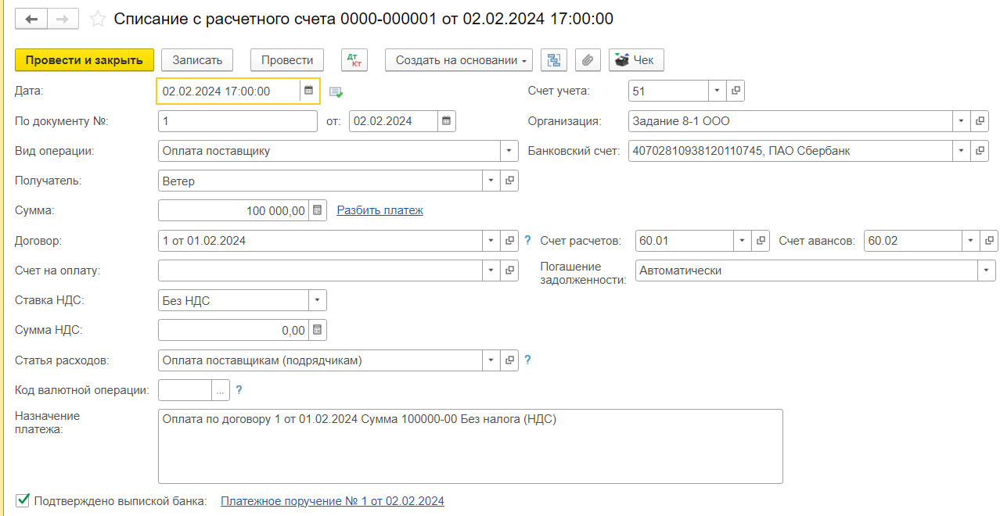 Списание с расчетного счета 0000-000001 от 02.02.2024 17:00:00
Провести и закрыть Записать Провести Дт Кт Создать на основании Чек
Дата: 02.02.2024 17:00:00 Счет учета: 51
По документу №: 1 от: 02.02.2024 Организация: Задание 8-1 ООО
Вид операции: Оплата поставщику Банковский счет: 40702810938120110745, ПАО Сбербанк
Получатель: Ветер
Сумма: 100 000,00 Разбить платеж
Договор: 1 от 01.02.2024 ? Счет расчетов: 60.01 Счет авансов: 60.02
Счет на оплату: Погашение задолженности: Автоматически
Ставка НДС: Без НДС
Сумма НДС: 0,00
Статья расходов: Оплата поставщикам (подрядчикам) ?
Код валютной операции: ... ?
Назначение платежа: Оплата по договору 1 от 01.02.2024 Сумма 100000-00 Без налога (НДС)
Подтверждено выпиской банка: Платежное поручение № 1 от 02.02.2024